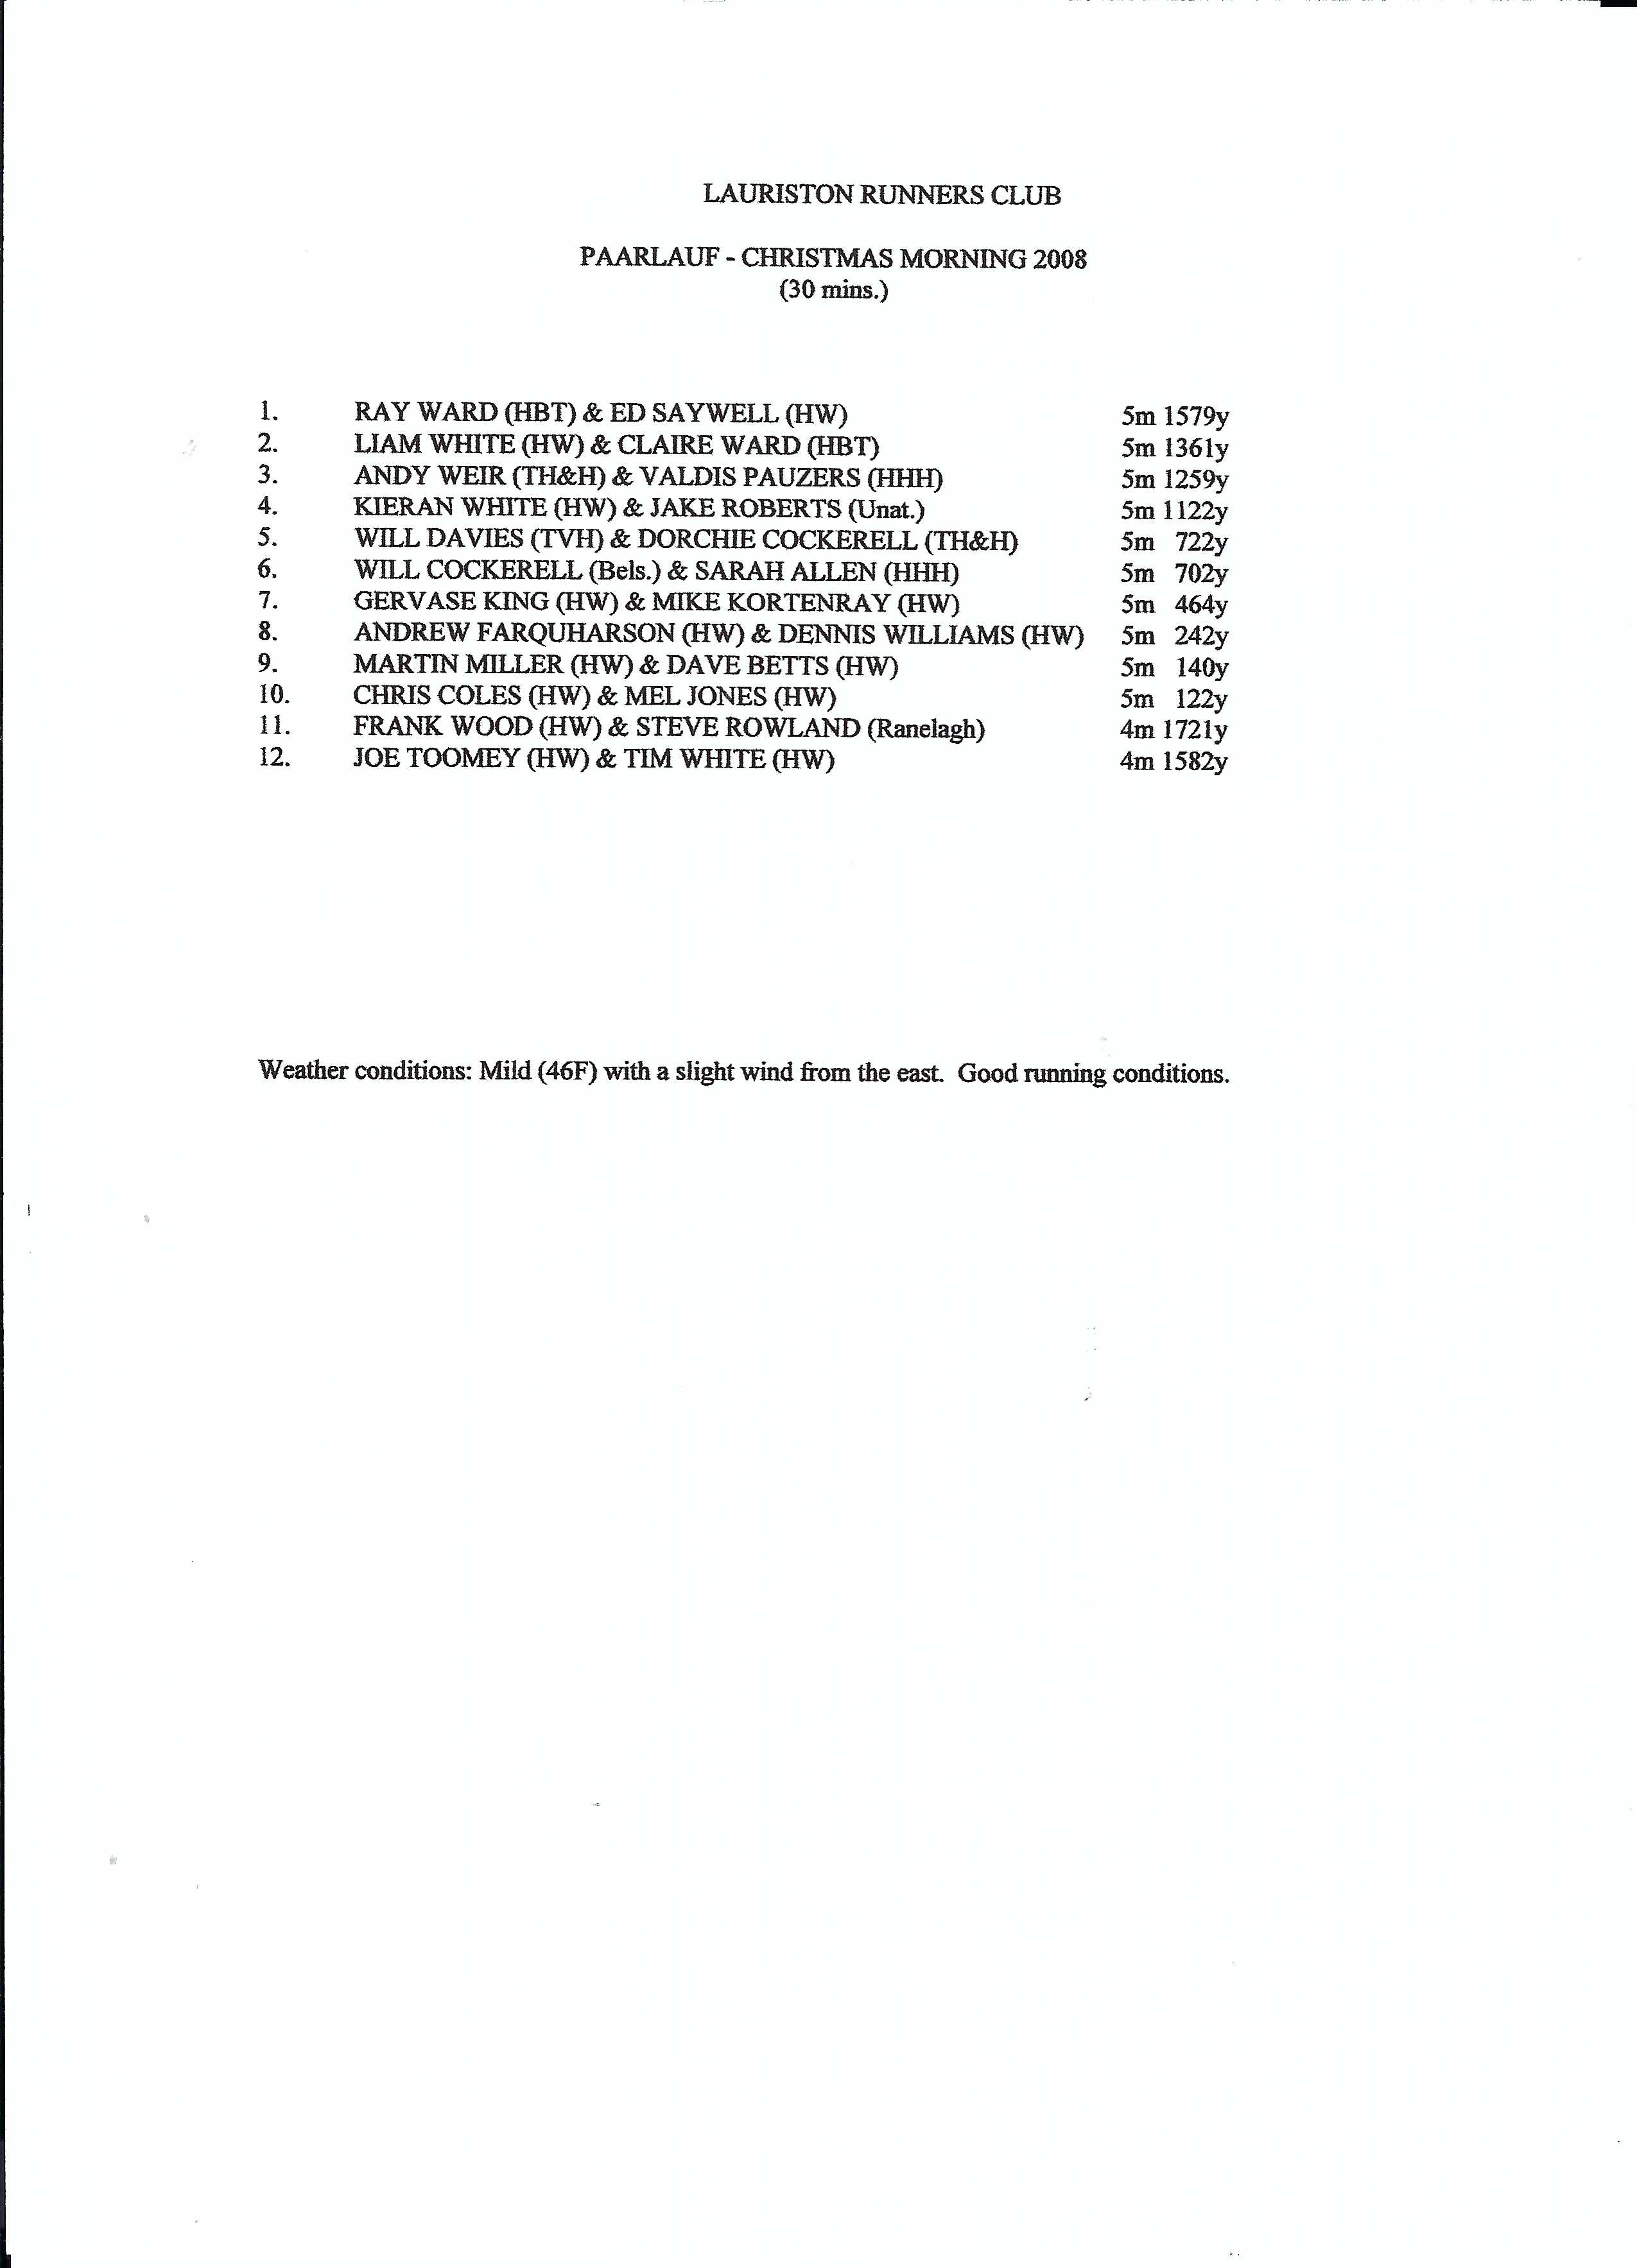 LAURISTON RUNNERS CLUB
PAARLAUF - CHRISTMAS MORNING 2008
(30 mins.)
1. RAY WARD (HBT) & ED SAYWELL (HW) 5m 1579y
2. LIAM WHITE (HW) & CLAIRE WARD (HBT) 5m 1361y
3. ANDY WEIR (TH&H) & VALDIS PAUZERS (HHH) 5m 1259y
4. KIERAN WHITE (HW) & JAKE ROBERTS (Unat.) 5m 1122y
5. WILL DAVIES (TVH) & DORCHIE COCKERELL (TH&H) 5m 722y
6. WILL COCKERELL (Bels.) & SARAH ALLEN (HHH) 5m 702y
7. GERVASE KING (HW) & MIKE KORTENRAY (HW) 5m 464y
8. ANDREW FARQUHARSON (HW) & DENNIS WILLIAMS (HW) 5m 242y
9. MARTIN MILLER (HW) & DAVE BETTS (HW) 5m 140y
10. CHRIS COLES (HW) & MEL JONES (HW) 5m 122y
11. FRANK WOOD (HW) & STEVE ROWLAND (Ranelagh) 4m 1721y
12. JOE TOOMEY (HW) & TIM WHITE (HW) 4m 1582y
Weather conditions: Mild (46F) with a slight wind from the east. Good running conditions.